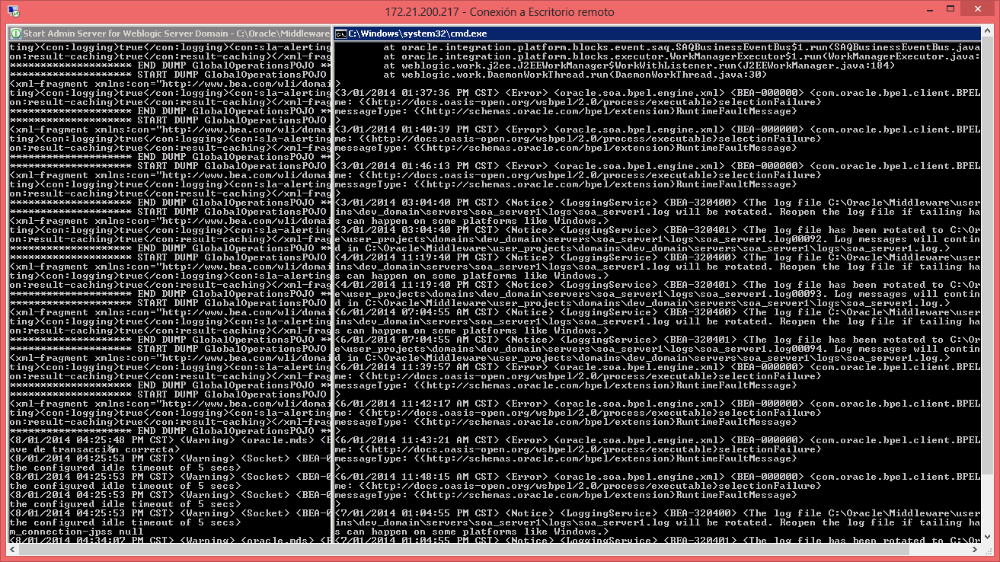 172.21.200.217 - Conexión a Escritorio remoto
Start Admin Server for Weblogic Server Domain - C:\Oracle\Middleware
ting><con:logging>true</con:logging><con:sla-alerting
on:result-caching>true</con:result-caching></xml-frag
********************** END DUMP GlobalOperationsPOJO **
********************** START DUMP GlobalOperationsPOJO
<xml-fragment xmlns:con="http://www.bea.com/wli/domai
ting><con:logging>true</con:logging><con:sla-alerting
on:result-caching>true</con:result-caching></xml-frag
********************** END DUMP GlobalOperationsPOJO **
********************** START DUMP GlobalOperationsPOJO
<xml-fragment xmlns:con="http://www.bea.com/wli/domai
ting><con:logging>true</con:logging><con:sla-alerting
on:result-caching>true</con:result-caching></xml-frag
********************** END DUMP GlobalOperationsPOJO **
********************** START DUMP GlobalOperationsPOJO
<xml-fragment xmlns:con="http://www.bea.com/wli/domai
ting><con:logging>true</con:logging><con:sla-alerting
on:result-caching>true</con:result-caching></xml-frag
********************** END DUMP GlobalOperationsPOJO **
********************** START DUMP GlobalOperationsPOJO
<xml-fragment xmlns:con="http://www.bea.com/wli/domai
ting><con:logging>true</con:logging><con:sla-alerting
on:result-caching>true</con:result-caching></xml-frag
********************** END DUMP GlobalOperationsPOJO **
********************** START DUMP GlobalOperationsPOJO
<xml-fragment xmlns:con="http://www.bea.com/wli/domai
ting><con:logging>true</con:logging><con:sla-alerting
on:result-caching>true</con:result-caching></xml-frag
********************** END DUMP GlobalOperationsPOJO **
********************** START DUMP GlobalOperationsPOJO
<xml-fragment xmlns:con="http://www.bea.com/wli/domai
ting><con:logging>true</con:logging><con:sla-alerting
on:result-caching>true</con:result-caching></xml-frag
********************** END DUMP GlobalOperationsPOJO **
********************** START DUMP GlobalOperationsPOJO
<xml-fragment xmlns:con="http://www.bea.com/wli/domai
ting><con:logging>true</con:logging><con:sla-alerting
on:result-caching>true</con:result-caching></xml-frag
********************** END DUMP GlobalOperationsPOJO **
********************** START DUMP GlobalOperationsPOJO
<xml-fragment xmlns:con="http://www.bea.com/wli/domai
ting><con:logging>true</con:logging><con:sla-alerting
on:result-caching>true</con:result-caching></xml-frag
********************** END DUMP GlobalOperationsPOJO **
<8/01/2014 04:25:48 PM CST> <Warning> <oracle.mds> <B
ave de transacci¾n correcta>
<8/01/2014 04:25:53 PM CST> <Warning> <Socket> <BEA-0
the configured idle timeout of 5 secs>
<8/01/2014 04:25:53 PM CST> <Warning> <Socket> <BEA-0
the configured idle timeout of 5 secs>
<8/01/2014 04:25:53 PM CST> <Warning> <Socket> <BEA-0
the configured idle timeout of 5 secs>
<8/01/2014 04:25:53 PM CST> <Warning> <Socket> <BEA-0
the configured idle timeout of 5 secs>
m_connection-jpss null
<8/01/2014 04:34:07 PM CST> <Warning> <oracle.mds> <B
C:\Windows\system32\cmd.exe
at oracle.integration.platform.blocks.event.saq.SAQBusinessEventBus$1.run(SAQBusinessEventBus.java
at oracle.integration.platform.blocks.executor.WorkManagerExecutor$1.run(WorkManagerExecutor.java:
at weblogic.work.j2ee.J2EEWorkManager$WorkWithListener.run(J2EEWorkManager.java:184)
at weblogic.work.DaemonWorkThread.run(DaemonWorkThread.java:30)
>
<3/01/2014 01:37:36 PM CST> <Error> <oracle.soa.bpel.engine.xml> <BEA-000000> <com.oracle.bpel.client.BPEL
me: {{http://docs.oasis-open.org/wsbpel/2.0/process/executable}selectionFailure}
messageType: {{http://schemas.oracle.com/bpel/extension}RuntimeFaultMessage}
>
<3/01/2014 01:40:39 PM CST> <Error> <oracle.soa.bpel.engine.xml> <BEA-000000> <com.oracle.bpel.client.BPEL
me: {{http://docs.oasis-open.org/wsbpel/2.0/process/executable}selectionFailure}
messageType: {{http://schemas.oracle.com/bpel/extension}RuntimeFaultMessage}
>
<3/01/2014 01:46:13 PM CST> <Error> <oracle.soa.bpel.engine.xml> <BEA-000000> <com.oracle.bpel.client.BPEL
me: {{http://docs.oasis-open.org/wsbpel/2.0/process/executable}selectionFailure}
messageType: {{http://schemas.oracle.com/bpel/extension}RuntimeFaultMessage}
>
<3/01/2014 03:04:40 PM CST> <Notice> <LoggingService> <BEA-320400> <The log file C:\Oracle\Middleware\user
ins\dev_domain\servers\soa_server1\logs\soa_server1.log will be rotated. Reopen the log file if tailing ha
s can happen on some platforms like Windows.>
<3/01/2014 03:04:40 PM CST> <Notice> <LoggingService> <BEA-320401> <The log file has been rotated to C:\Or
e\user_projects\domains\dev_domain\servers\soa_server1\logs\soa_server1.log00092. Log messages will contin
d in C:\Oracle\Middleware\user_projects\domains\dev_domain\servers\soa_server1\logs\soa_server1.log.>
<4/01/2014 11:19:40 PM CST> <Notice> <LoggingService> <BEA-320400> <The log file C:\Oracle\Middleware\user
ins\dev_domain\servers\soa_server1\logs\soa_server1.log will be rotated. Reopen the log file if tailing ha
s can happen on some platforms like Windows.>
<4/01/2014 11:19:40 PM CST> <Notice> <LoggingService> <BEA-320401> <The log file has been rotated to C:\Or
e\user_projects\domains\dev_domain\servers\soa_server1\logs\soa_server1.log00093. Log messages will contin
d in C:\Oracle\Middleware\user_projects\domains\dev_domain\servers\soa_server1\logs\soa_server1.log.>
<6/01/2014 07:04:55 AM CST> <Notice> <LoggingService> <BEA-320400> <The log file C:\Oracle\Middleware\user
ins\dev_domain\servers\soa_server1\logs\soa_server1.log will be rotated. Reopen the log file if tailing ha
s can happen on some platforms like Windows.>
<6/01/2014 07:04:55 AM CST> <Notice> <LoggingService> <BEA-320401> <The log file has been rotated to C:\Or
e\user_projects\domains\dev_domain\servers\soa_server1\logs\soa_server1.log00094. Log messages will contin
d in C:\Oracle\Middleware\user_projects\domains\dev_domain\servers\soa_server1\logs\soa_server1.log.>
<6/01/2014 11:39:57 AM CST> <Error> <oracle.soa.bpel.engine.xml> <BEA-000000> <com.oracle.bpel.client.BPEL
me: {{http://docs.oasis-open.org/wsbpel/2.0/process/executable}selectionFailure}
messageType: {{http://schemas.oracle.com/bpel/extension}RuntimeFaultMessage}
>
<6/01/2014 11:42:17 AM CST> <Error> <oracle.soa.bpel.engine.xml> <BEA-000000> <com.oracle.bpel.client.BPEL
me: {{http://docs.oasis-open.org/wsbpel/2.0/process/executable}selectionFailure}
messageType: {{http://schemas.oracle.com/bpel/extension}RuntimeFaultMessage}
>
<6/01/2014 11:43:21 AM CST> <Error> <oracle.soa.bpel.engine.xml> <BEA-000000> <com.oracle.bpel.client.BPEL
me: {{http://docs.oasis-open.org/wsbpel/2.0/process/executable}selectionFailure}
messageType: {{http://schemas.oracle.com/bpel/extension}RuntimeFaultMessage}
>
<6/01/2014 11:48:15 AM CST> <Error> <oracle.soa.bpel.engine.xml> <BEA-000000> <com.oracle.bpel.client.BPEL
me: {{http://docs.oasis-open.org/wsbpel/2.0/process/executable}selectionFailure}
messageType: {{http://schemas.oracle.com/bpel/extension}RuntimeFaultMessage}
>
<7/01/2014 01:04:55 PM CST> <Notice> <LoggingService> <BEA-320400> <The log file C:\Oracle\Middleware\user
ins\dev_domain\servers\soa_server1\logs\soa_server1.log will be rotated. Reopen the log file if tailing ha
s can happen on some platforms like Windows.>
<7/01/2014 01:04:55 PM CST> <Notice> <LoggingService> <BEA-320401> <The log file has been rotated to C:\Or